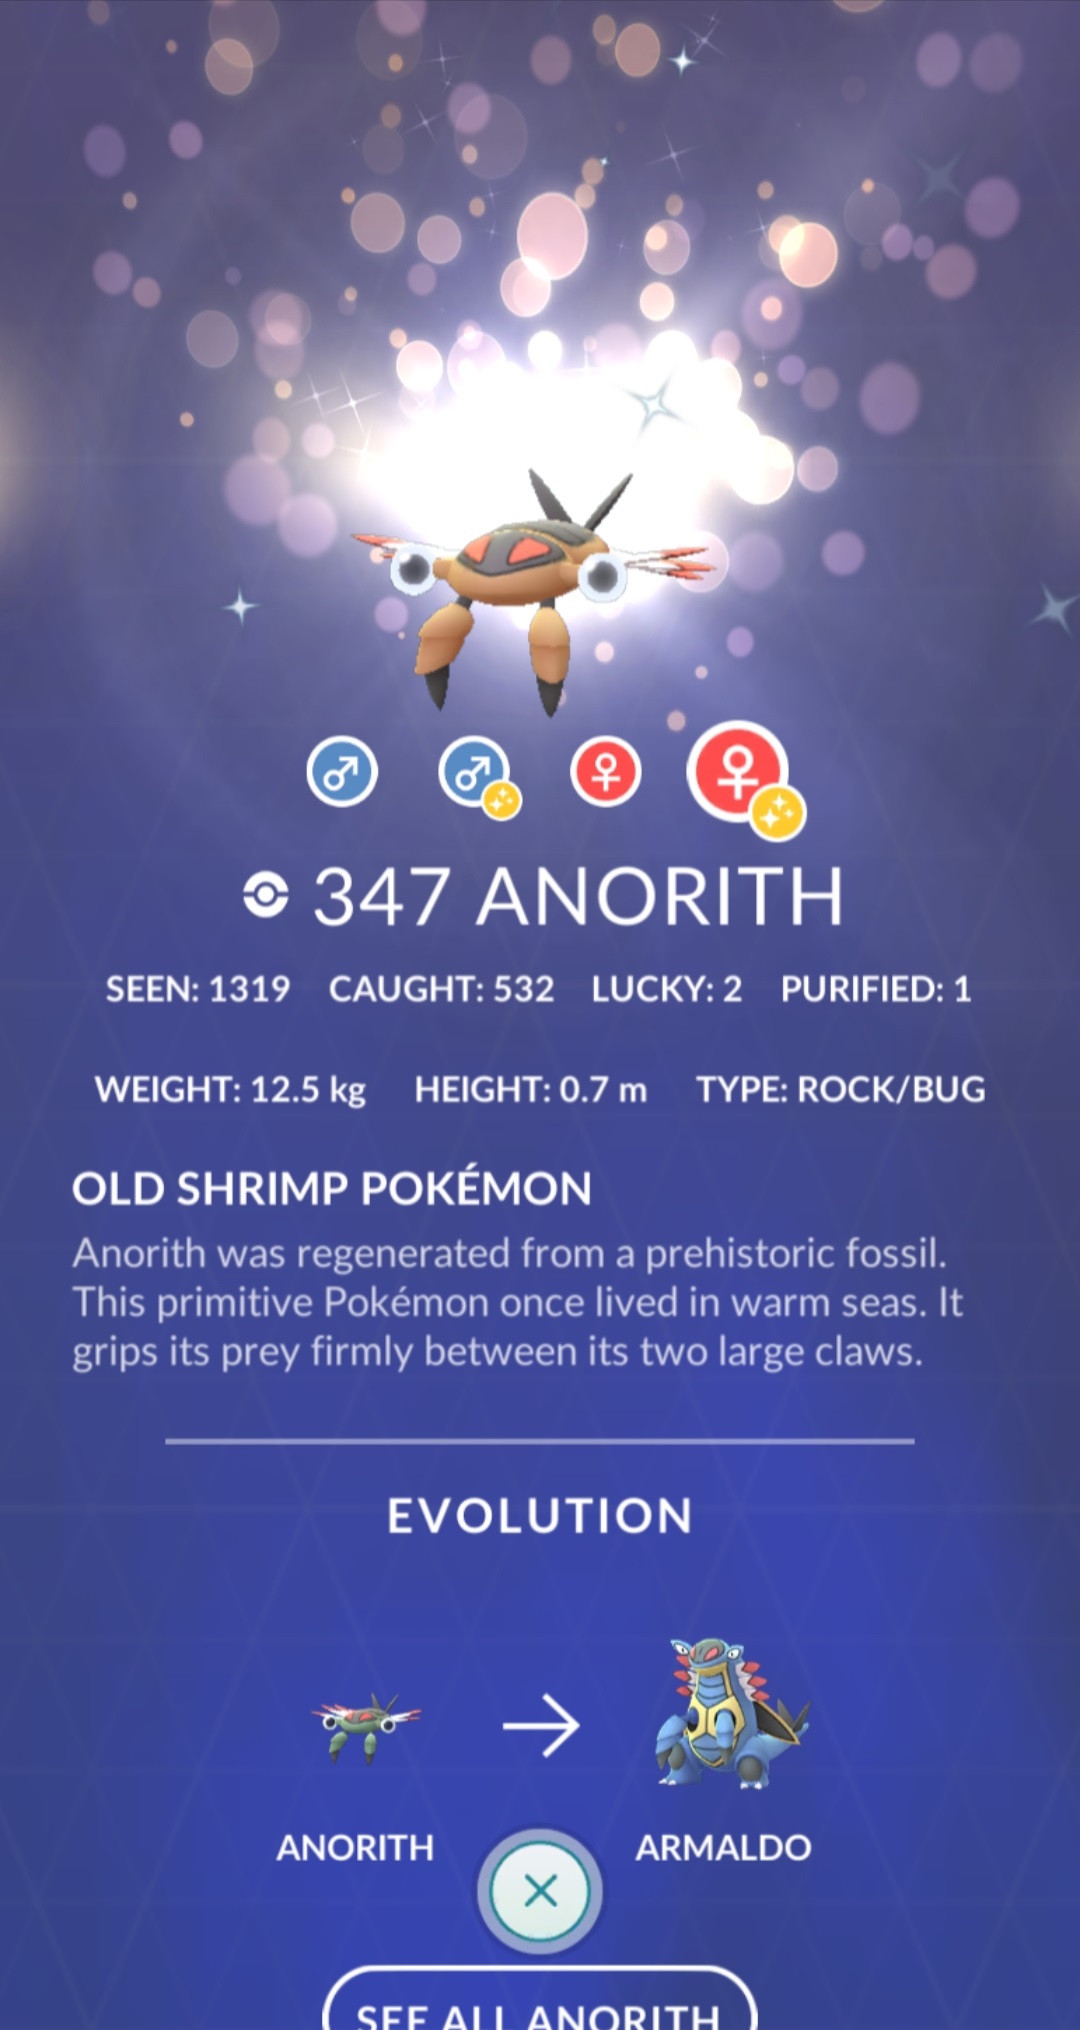 347 ANORITH
SEEN: 1319 CAUGHT: 532 LUCKY: 2 PURIFIED: 1
WEIGHT: 12.5 kg HEIGHT: 0.7 m TYPE: ROCK/BUG
OLD SHRIMP POKÉMON
Anorith was regenerated from a prehistoric fossil.
This primitive Pokémon once lived in warm seas. It
grips its prey firmly between its two large claws.
EVOLUTION
ANORITH ARMALDO
SEE ALL ANORITH